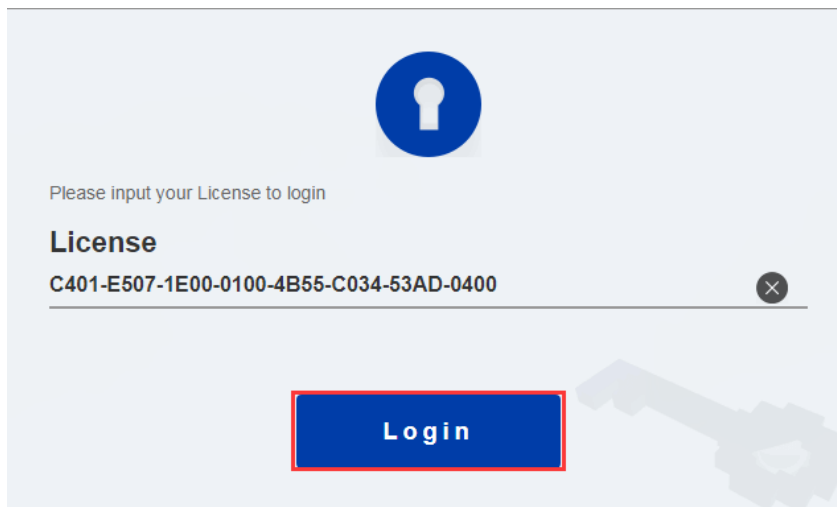 Please input your License to login
License
C401-E507-1E00-0100-4B55-C034-53AD-0400
Login